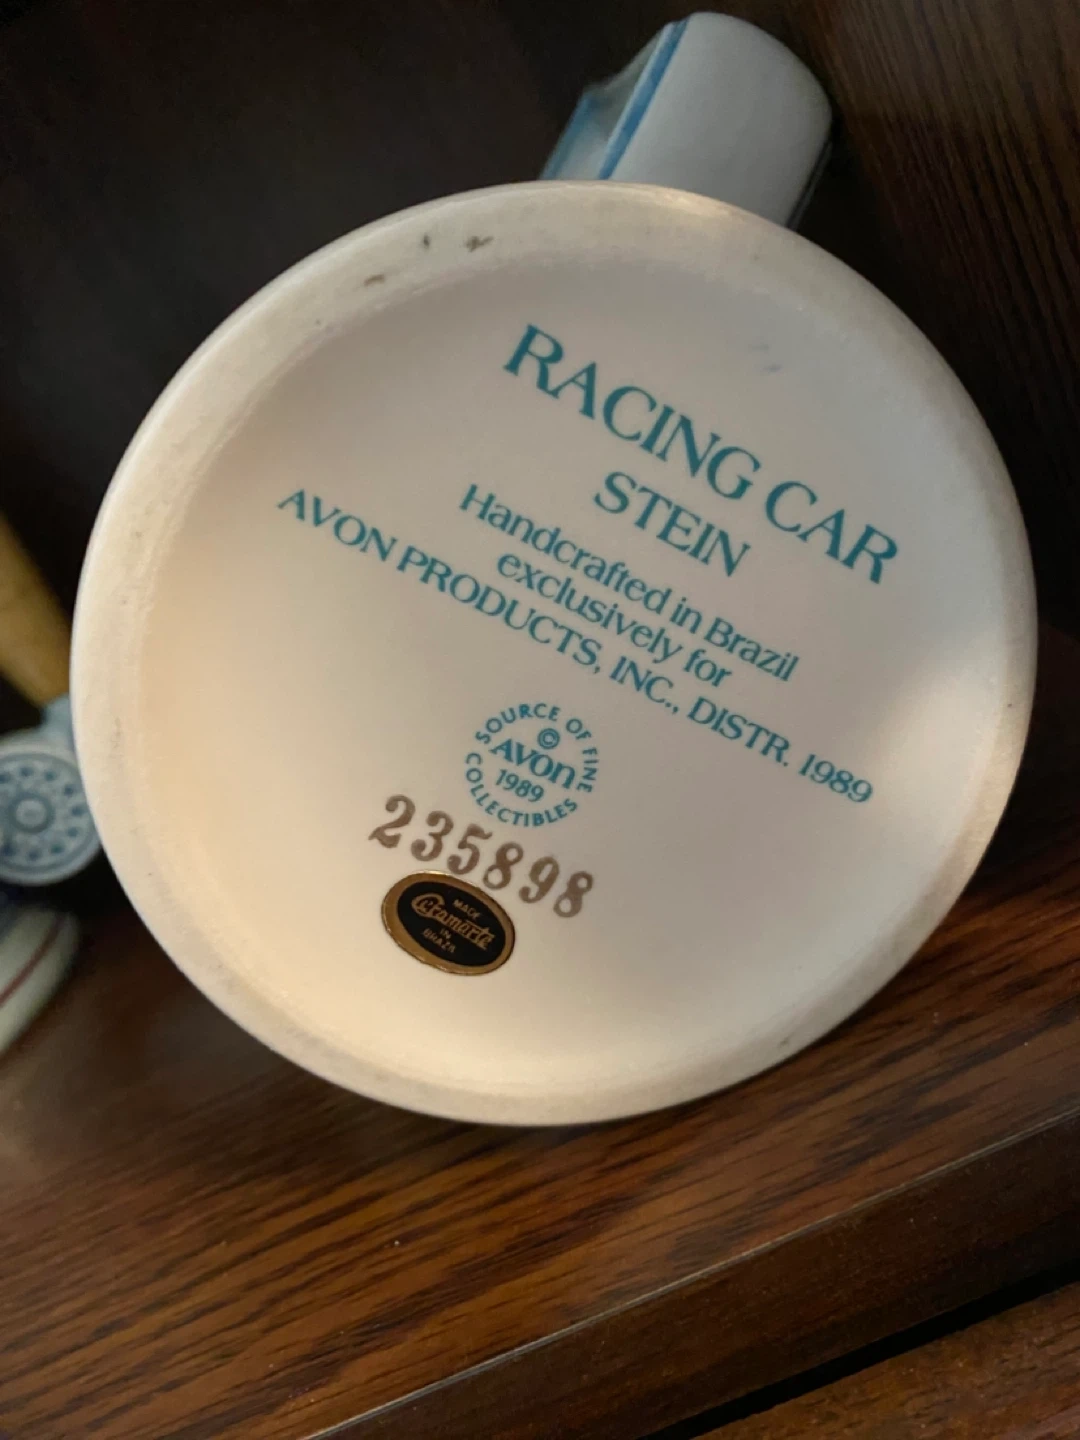 RACING CAR
STEIN
Handcrafted in Brazil
exclusively for
AVON PRODUCTS, INC., DISTR. 1989
SOURCE OF FINE
©
AVON
1989
COLLECTIBLES
235898
MADE
Ceramarte
IN
BRAZIL